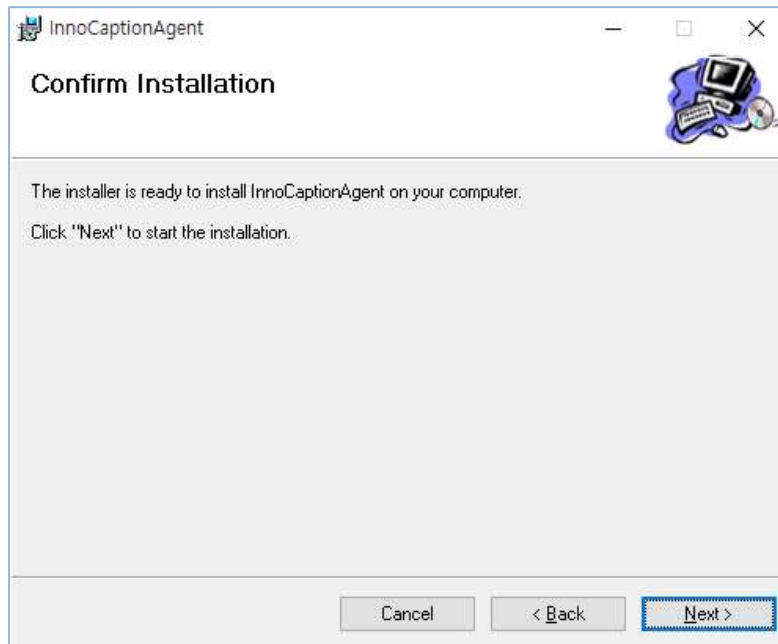 InnoCaptionAgent
Confirm Installation
The installer is ready to install InnoCaptionAgent on your computer.
Click "Next" to start the installation.
Cancel
< Back
Next >